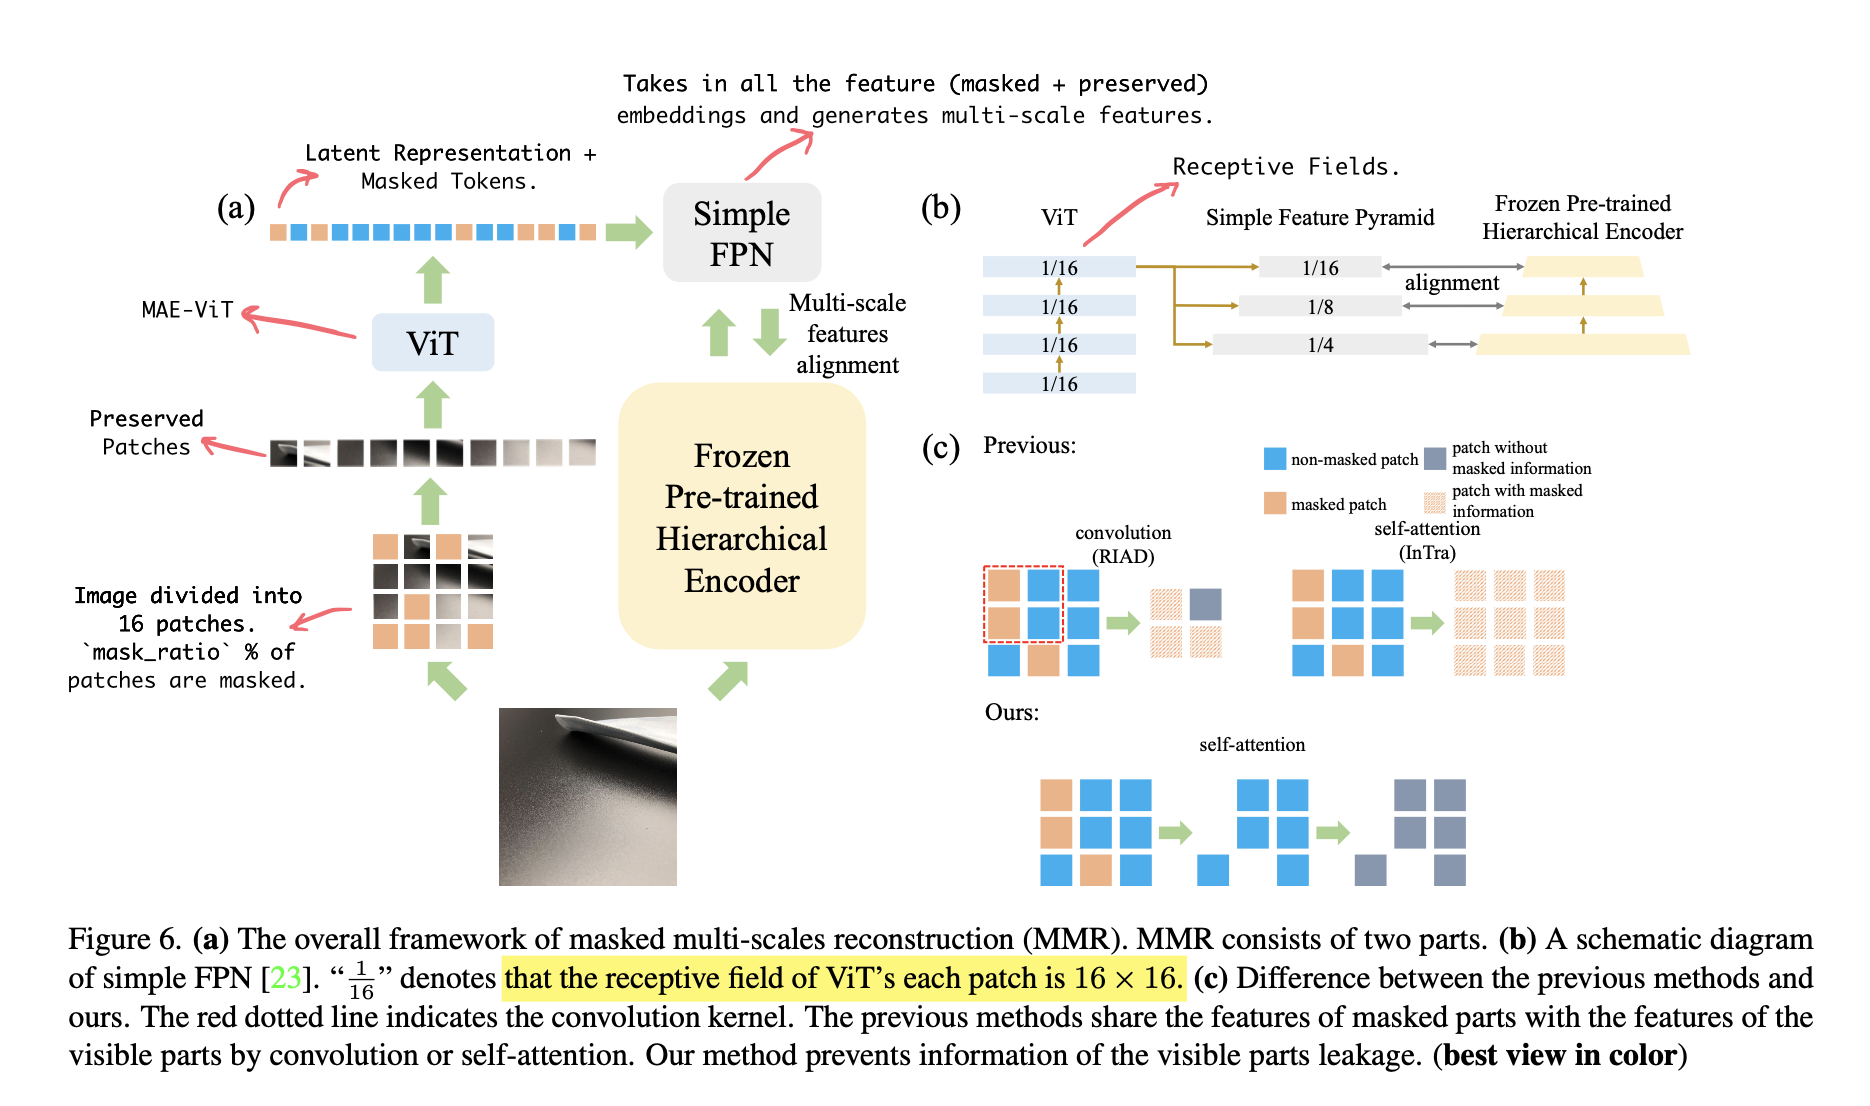 Takes in all the feature (masked + preserved)
embeddings and generates multi-scale features.
Latent Representation +
Masked Tokens.
(a)
Simple
FPN
MAE-ViT
ViT
Multi-scale
features
alignment
Preserved
Patches
Frozen
Pre-trained
Hierarchical
Encoder
Image divided into
16 patches.
`mask_ratio` % of
patches are masked.
Receptive Fields.
(b)
ViT
Simple Feature Pyramid
Frozen Pre-trained
Hierarchical Encoder
1/16
1/16
1/16
1/16
1/16
1/8
1/4
alignment
(c)
Previous:
non-masked patch
patch without
masked information
masked patch
patch with masked
information
convolution
(RIAD)
self-attention
(InTra)
Ours:
self-attention
Figure 6. (a) The overall framework of masked multi-scales reconstruction (MMR). MMR consists of two parts. (b) A schematic diagram
of simple FPN [23]. “1/16” denotes that the receptive field of ViT’s each patch is 16 × 16. (c) Difference between the previous methods and
ours. The red dotted line indicates the convolution kernel. The previous methods share the features of masked parts with the features of the
visible parts by convolution or self-attention. Our method prevents information of the visible parts leakage. (best view in color)